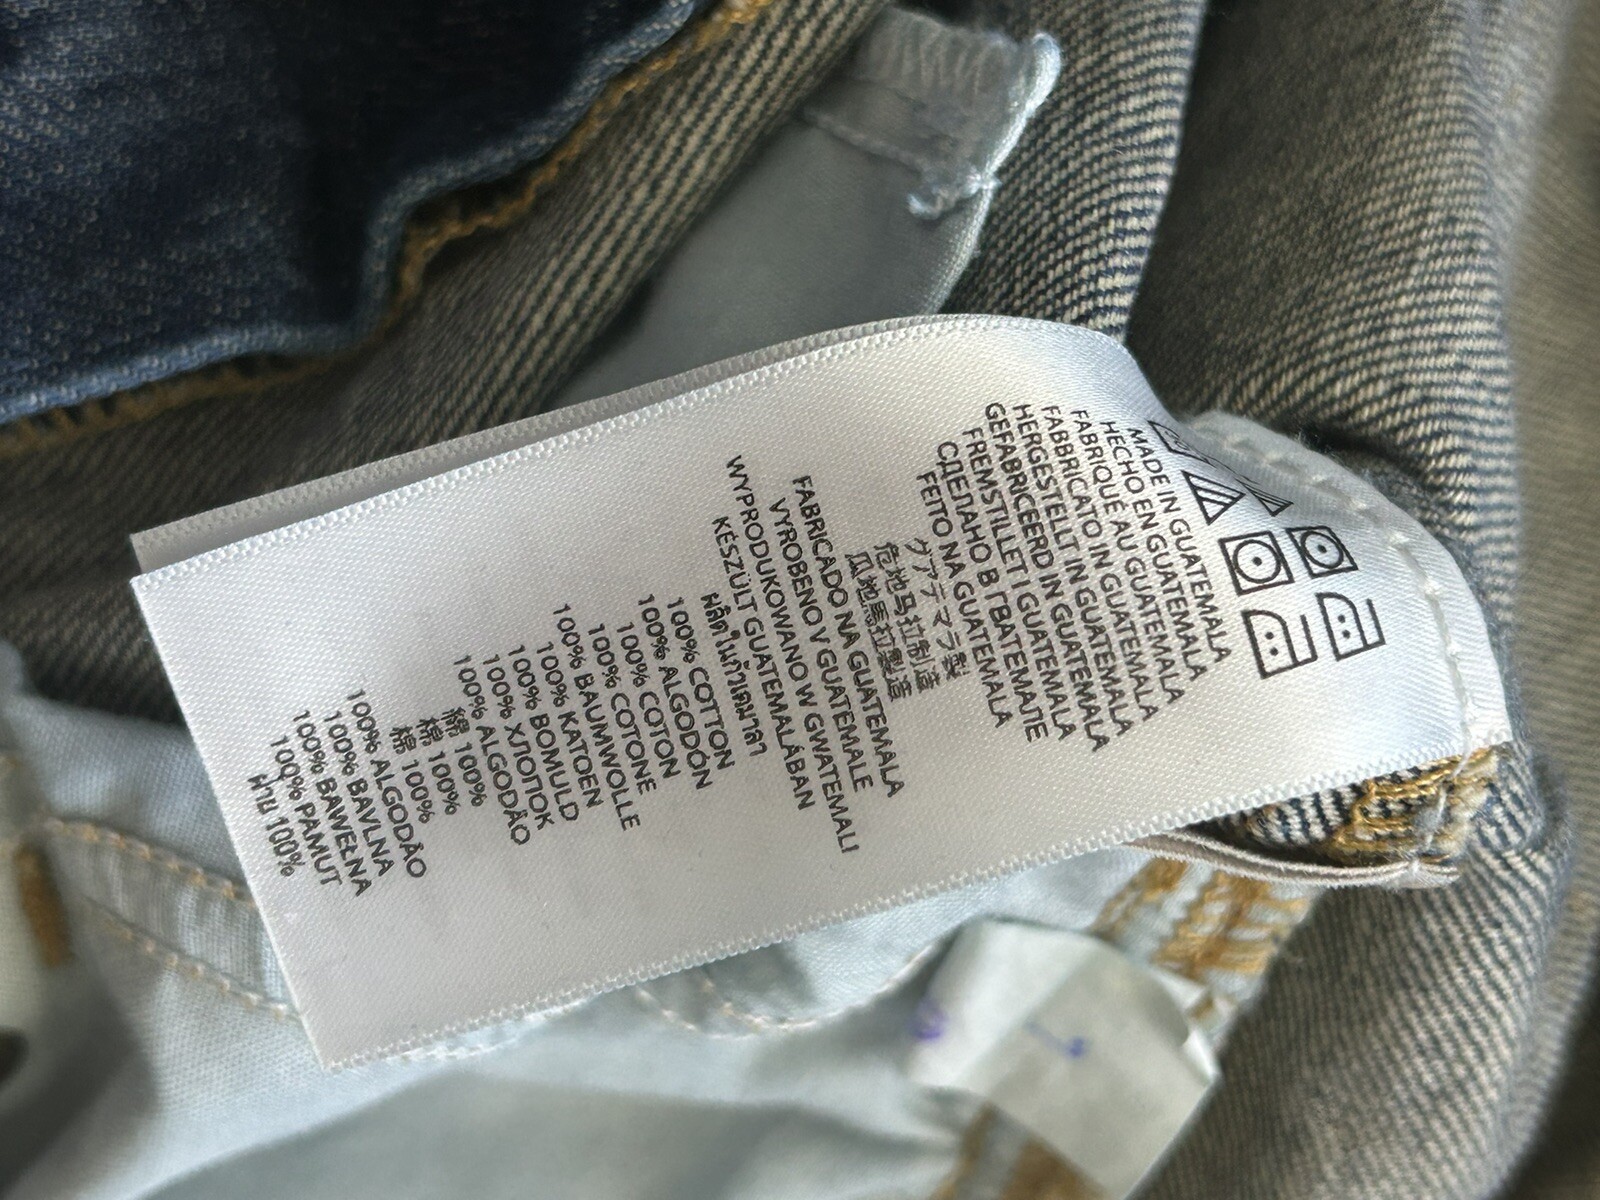 MADE IN GUATEMALA
HECHO EN GUATEMALA
FABRIQUÉ AU GUATEMALA
FABBRICATO IN GUATEMALA
HERGESTELLT IN GUATEMALA
GEFABRICEERD IN GUATEMALA
FREMSTILLET I GUATEMALA
СДЕЛАНО В ГВАТЕМАЛЕ
FEITO NA GUATEMALA
グアテマラ製
危地马拉制造
瓜地馬拉製造
FABRICADO NA GUATEMALA
VYROBENO V GUATEMALE
WYPRODUKOWANO W GWATEMALI
KÉSZÜLT GUATEMALÁBAN
ผลิตในกัวเตมาลา
100% COTTON
100% ALGODÓN
100% COTON
100% COTONE
100% BAUMWOLLE
100% KATOEN
100% BOMULD
100% ХЛОПОК
100% ALGODÃO
綿 100%
棉 100%
棉 100%
100% ALGODÃO
100% BAVLNA
100% BAWEŁNA
100% PAMUT
ฝ้าย 100%